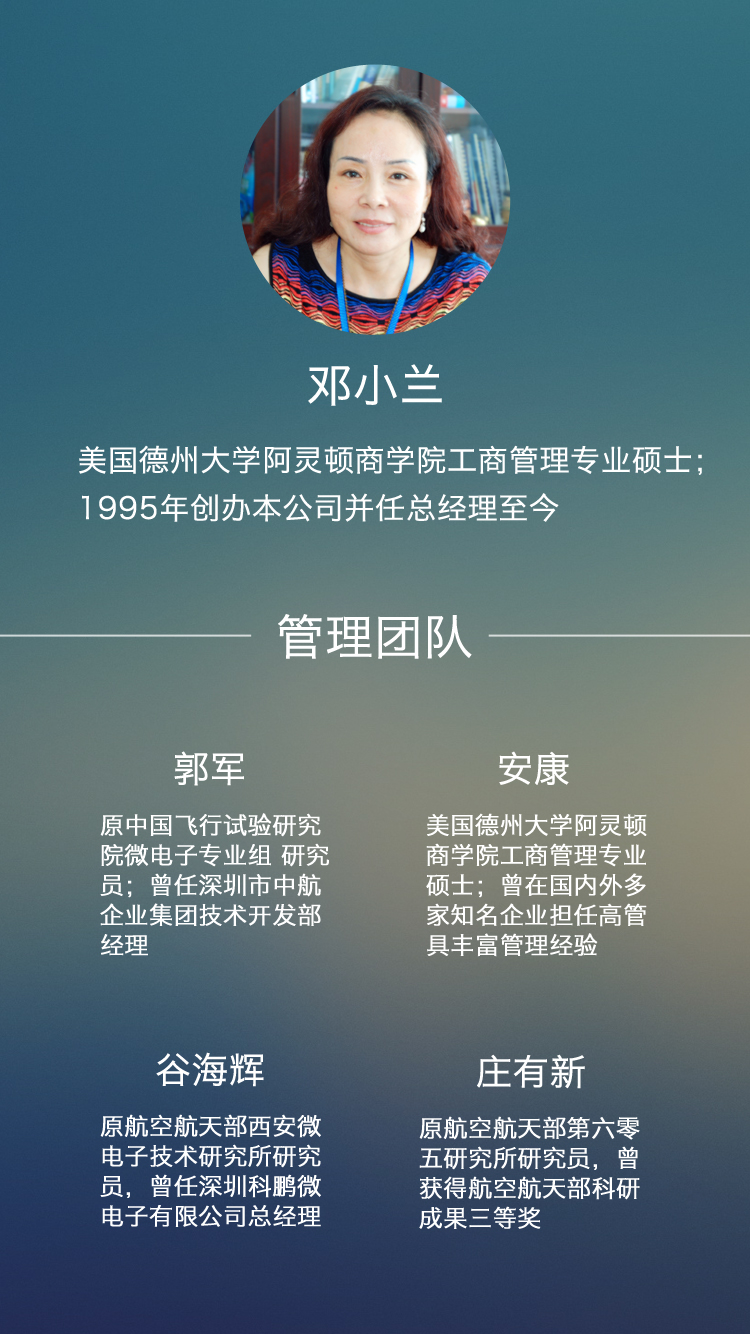 邓小兰
美国德州大学阿灵顿商学院工商管理专业硕士；
1995年创办本公司并任总经理至今
管理团队
郭军
原中国飞行试验研究
院微电子专业组 研究
员；曾任深圳市中航
企业集团技术开发部
经理
安康
美国德州大学阿灵顿
商学院工商管理专业
硕士；曾在国内外多
家知名企业担任高管
具丰富管理经验
谷海辉
原航空航天部西安微
电子技术研究所研究
员，曾任深圳科鹏微
电子有限公司总经理
庄有新
原航空航天部第六零
五研究所研究员，曾
获得航空航天部科研
成果三等奖